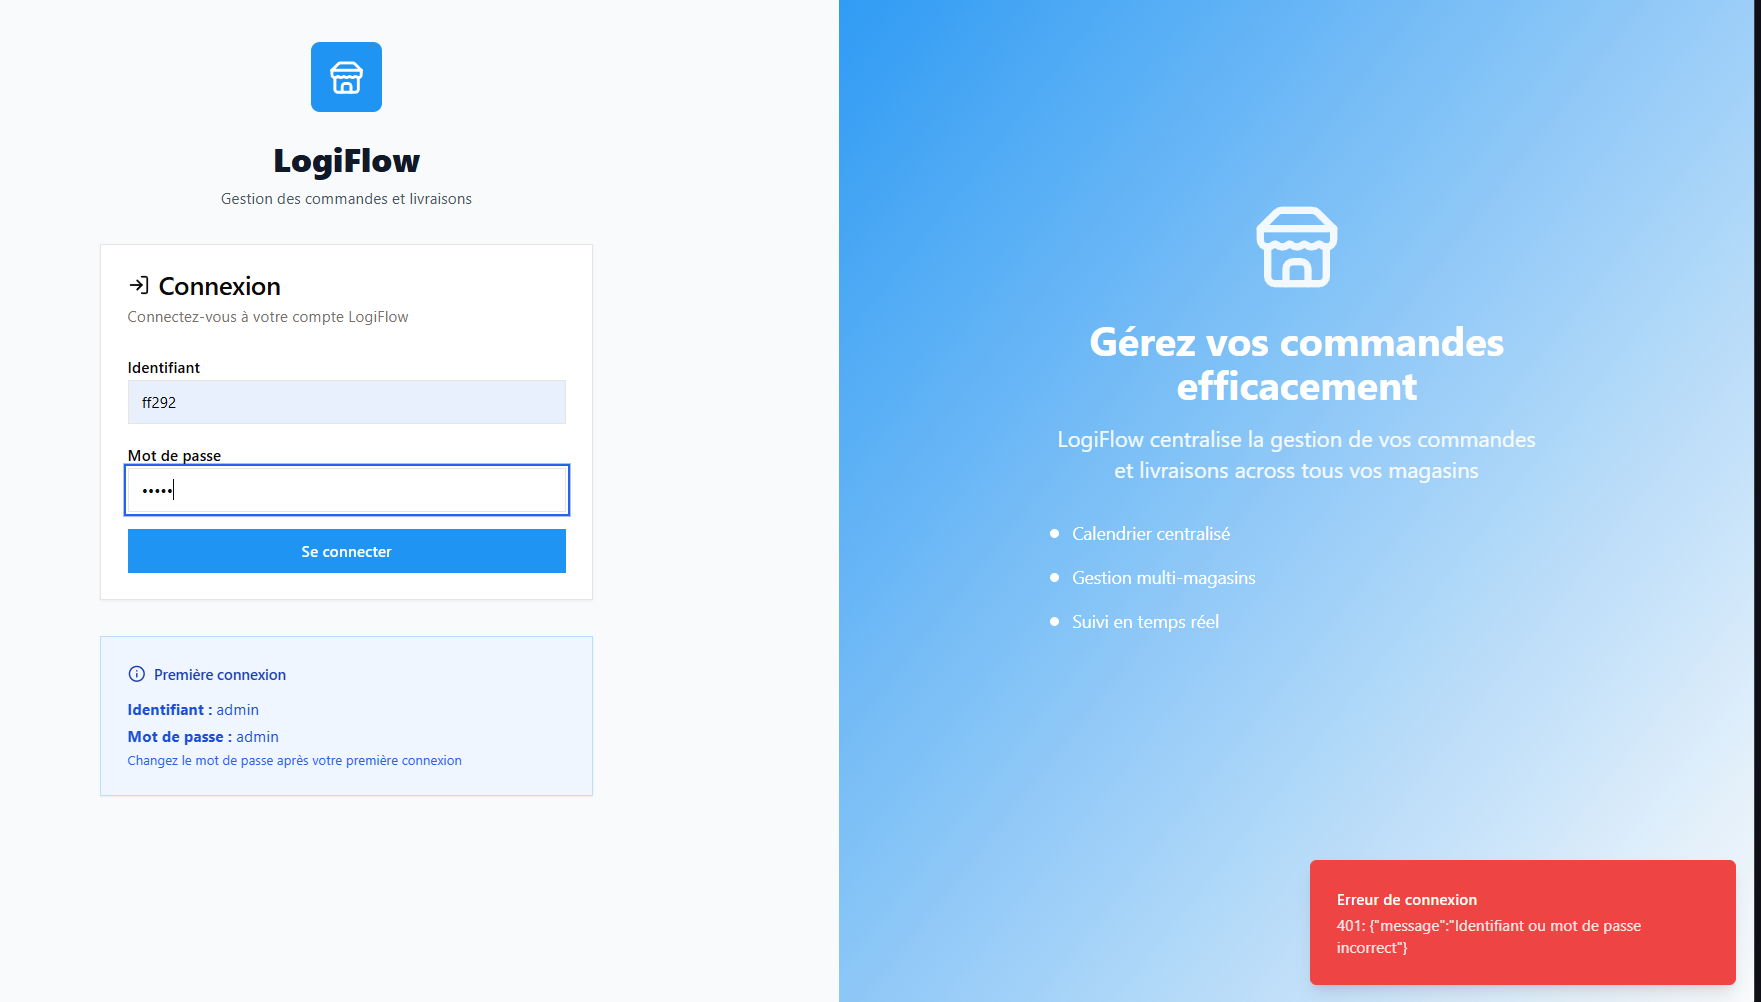 LogiFlow
Gestion des commandes et livraisons
Connexion
Connectez-vous à votre compte LogiFlow
Identifiant
ff292
Mot de passe
•••••
Se connecter
Première connexion
Identifiant : admin
Mot de passe : admin
Changez le mot de passe après votre première connexion
Gérez vos commandes
efficacement
LogiFlow centralise la gestion de vos commandes
et livraisons across tous vos magasins
Calendrier centralisé
Gestion multi-magasins
Suivi en temps réel
Erreur de connexion
401: {"message":"Identifiant ou mot de passe
incorrect"}